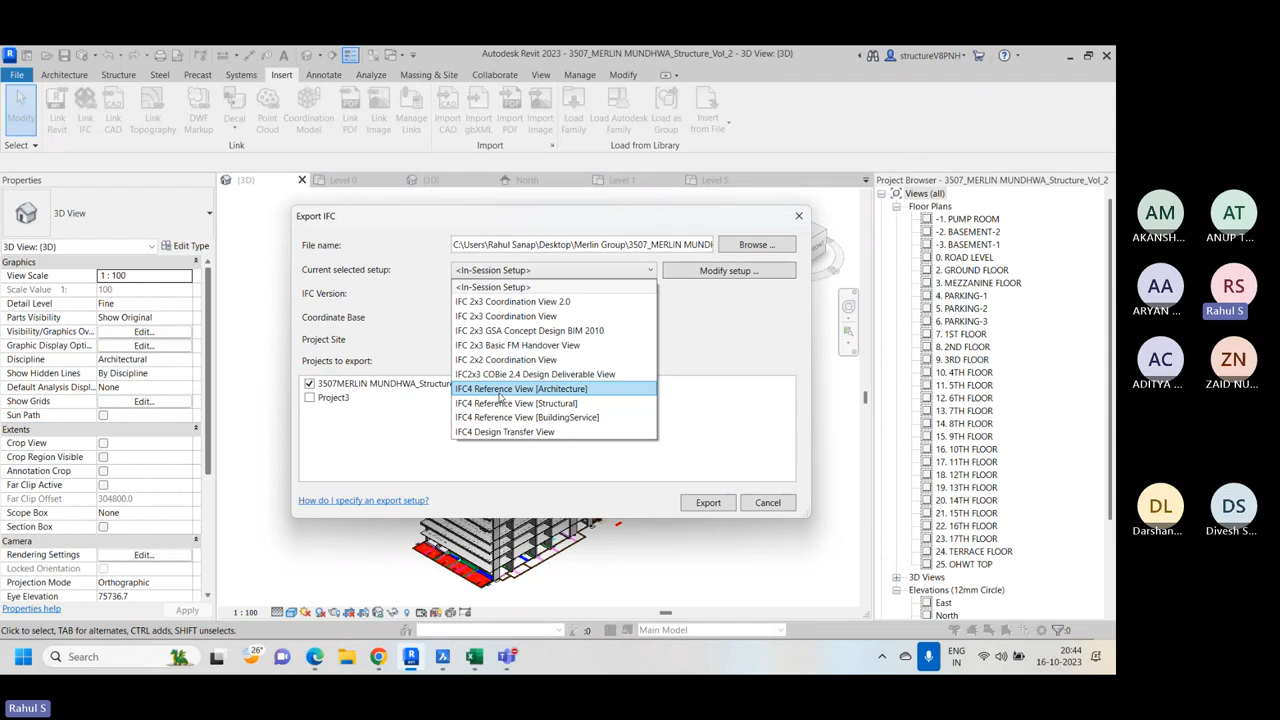 Autodesk Revit 2023 - 3507_MERLIN MUNDHWA_Structure_Vol_2 - 3D View: {3D}
structureV8PNH
File Architecture Structure Steel Precast Systems Insert Annotate Analyze Massing & Site Collaborate View Manage Modify
Modify
Link Revit
Link IFC
Link CAD
Link Topography
DWF Markup
Decal
Point Cloud
Coordination Model
Link PDF
Link Image
Manage Links
Import CAD
Import gbXML
Import PDF
Import Image
Load Family
Load Autodesk Family
Load as Group
Insert from File
Select
Link
Import
Load from Library
Properties
{3D}
Level 0
{3D}
North
Level 1
Level 5
Project Browser - 3507_MERLIN MUNDHWA_Structure_Vol_2
3D View
3D View: {3D}
Edit Type
Graphics
View Scale 1 : 100
Scale Value 1: 100
Detail Level Fine
Parts Visibility Show Original
Visibility/Graphics Ov... Edit...
Graphic Display Opti... Edit...
Discipline Architectural
Show Hidden Lines By Discipline
Default Analysis Displ... None
Show Grids Edit...
Sun Path
Extents
Crop View
Crop Region Visible
Annotation Crop
Far Clip Active
Far Clip Offset 304800.0
Scope Box None
Section Box
Camera
Rendering Settings Edit...
Locked Orientation
Projection Mode Orthographic
Eye Elevation 75736.7
Properties help
Apply
Export IFC
File name:
C:\Users\Rahul Sanap\Desktop\Merlin Group\3507_MERLIN MUNDH
Browse ...
Current selected setup:
<In-Session Setup>
Modify setup ...
IFC Version:
Coordinate Base
Project Site
Projects to export:
3507MERLIN MUNDHWA_Structur
Project3
<In-Session Setup>
IFC 2x3 Coordination View 2.0
IFC 2x3 Coordination View
IFC 2x3 GSA Concept Design BIM 2010
IFC 2x3 Basic FM Handover View
IFC 2x2 Coordination View
IFC2x3 COBie 2.4 Design Deliverable View
IFC4 Reference View [Architecture]
IFC4 Reference View [Structural]
IFC4 Reference View [BuildingService]
IFC4 Design Transfer View
How do I specify an export setup?
Export
Cancel
Views (all)
Floor Plans
-1. PUMP ROOM
-2. BASEMENT-2
-3. BASEMENT-1
0. ROAD LEVEL
2. GROUND FLOOR
3. MEZZANINE FLOOR
4. PARKING-1
5. PARKING-2
6. PARKING-3
7. 1ST FLOOR
8. 2ND FLOOR
9. 3RD FLOOR
10. 4TH FLOOR
11. 5TH FLOOR
12. 6TH FLOOR
13. 7TH FLOOR
14. 8TH FLOOR
15. 9TH FLOOR
16. 10TH FLOOR
17. 11TH FLOOR
18. 12TH FLOOR
19. 13TH FLOOR
20. 14TH FLOOR
21. 15TH FLOOR
22. 16TH FLOOR
23. 17TH FLOOR
24. TERRACE FLOOR
25. OHWT TOP
3D Views
Elevations (12mm Circle)
East
North
1 : 100
Click to select, TAB for alternates, CTRL adds, SHIFT unselects.
:0
Main Model
:0
Search
26°
ENG
IN
20:44
16-10-2023
AM
AKANSH...
AT
ANUP T...
AA
ARYAN ...
RS
Rahul S
AC
ADITYA ...
ZN
ZAID NU...
DL
Darshan...
DS
Divesh S...
Rahul S